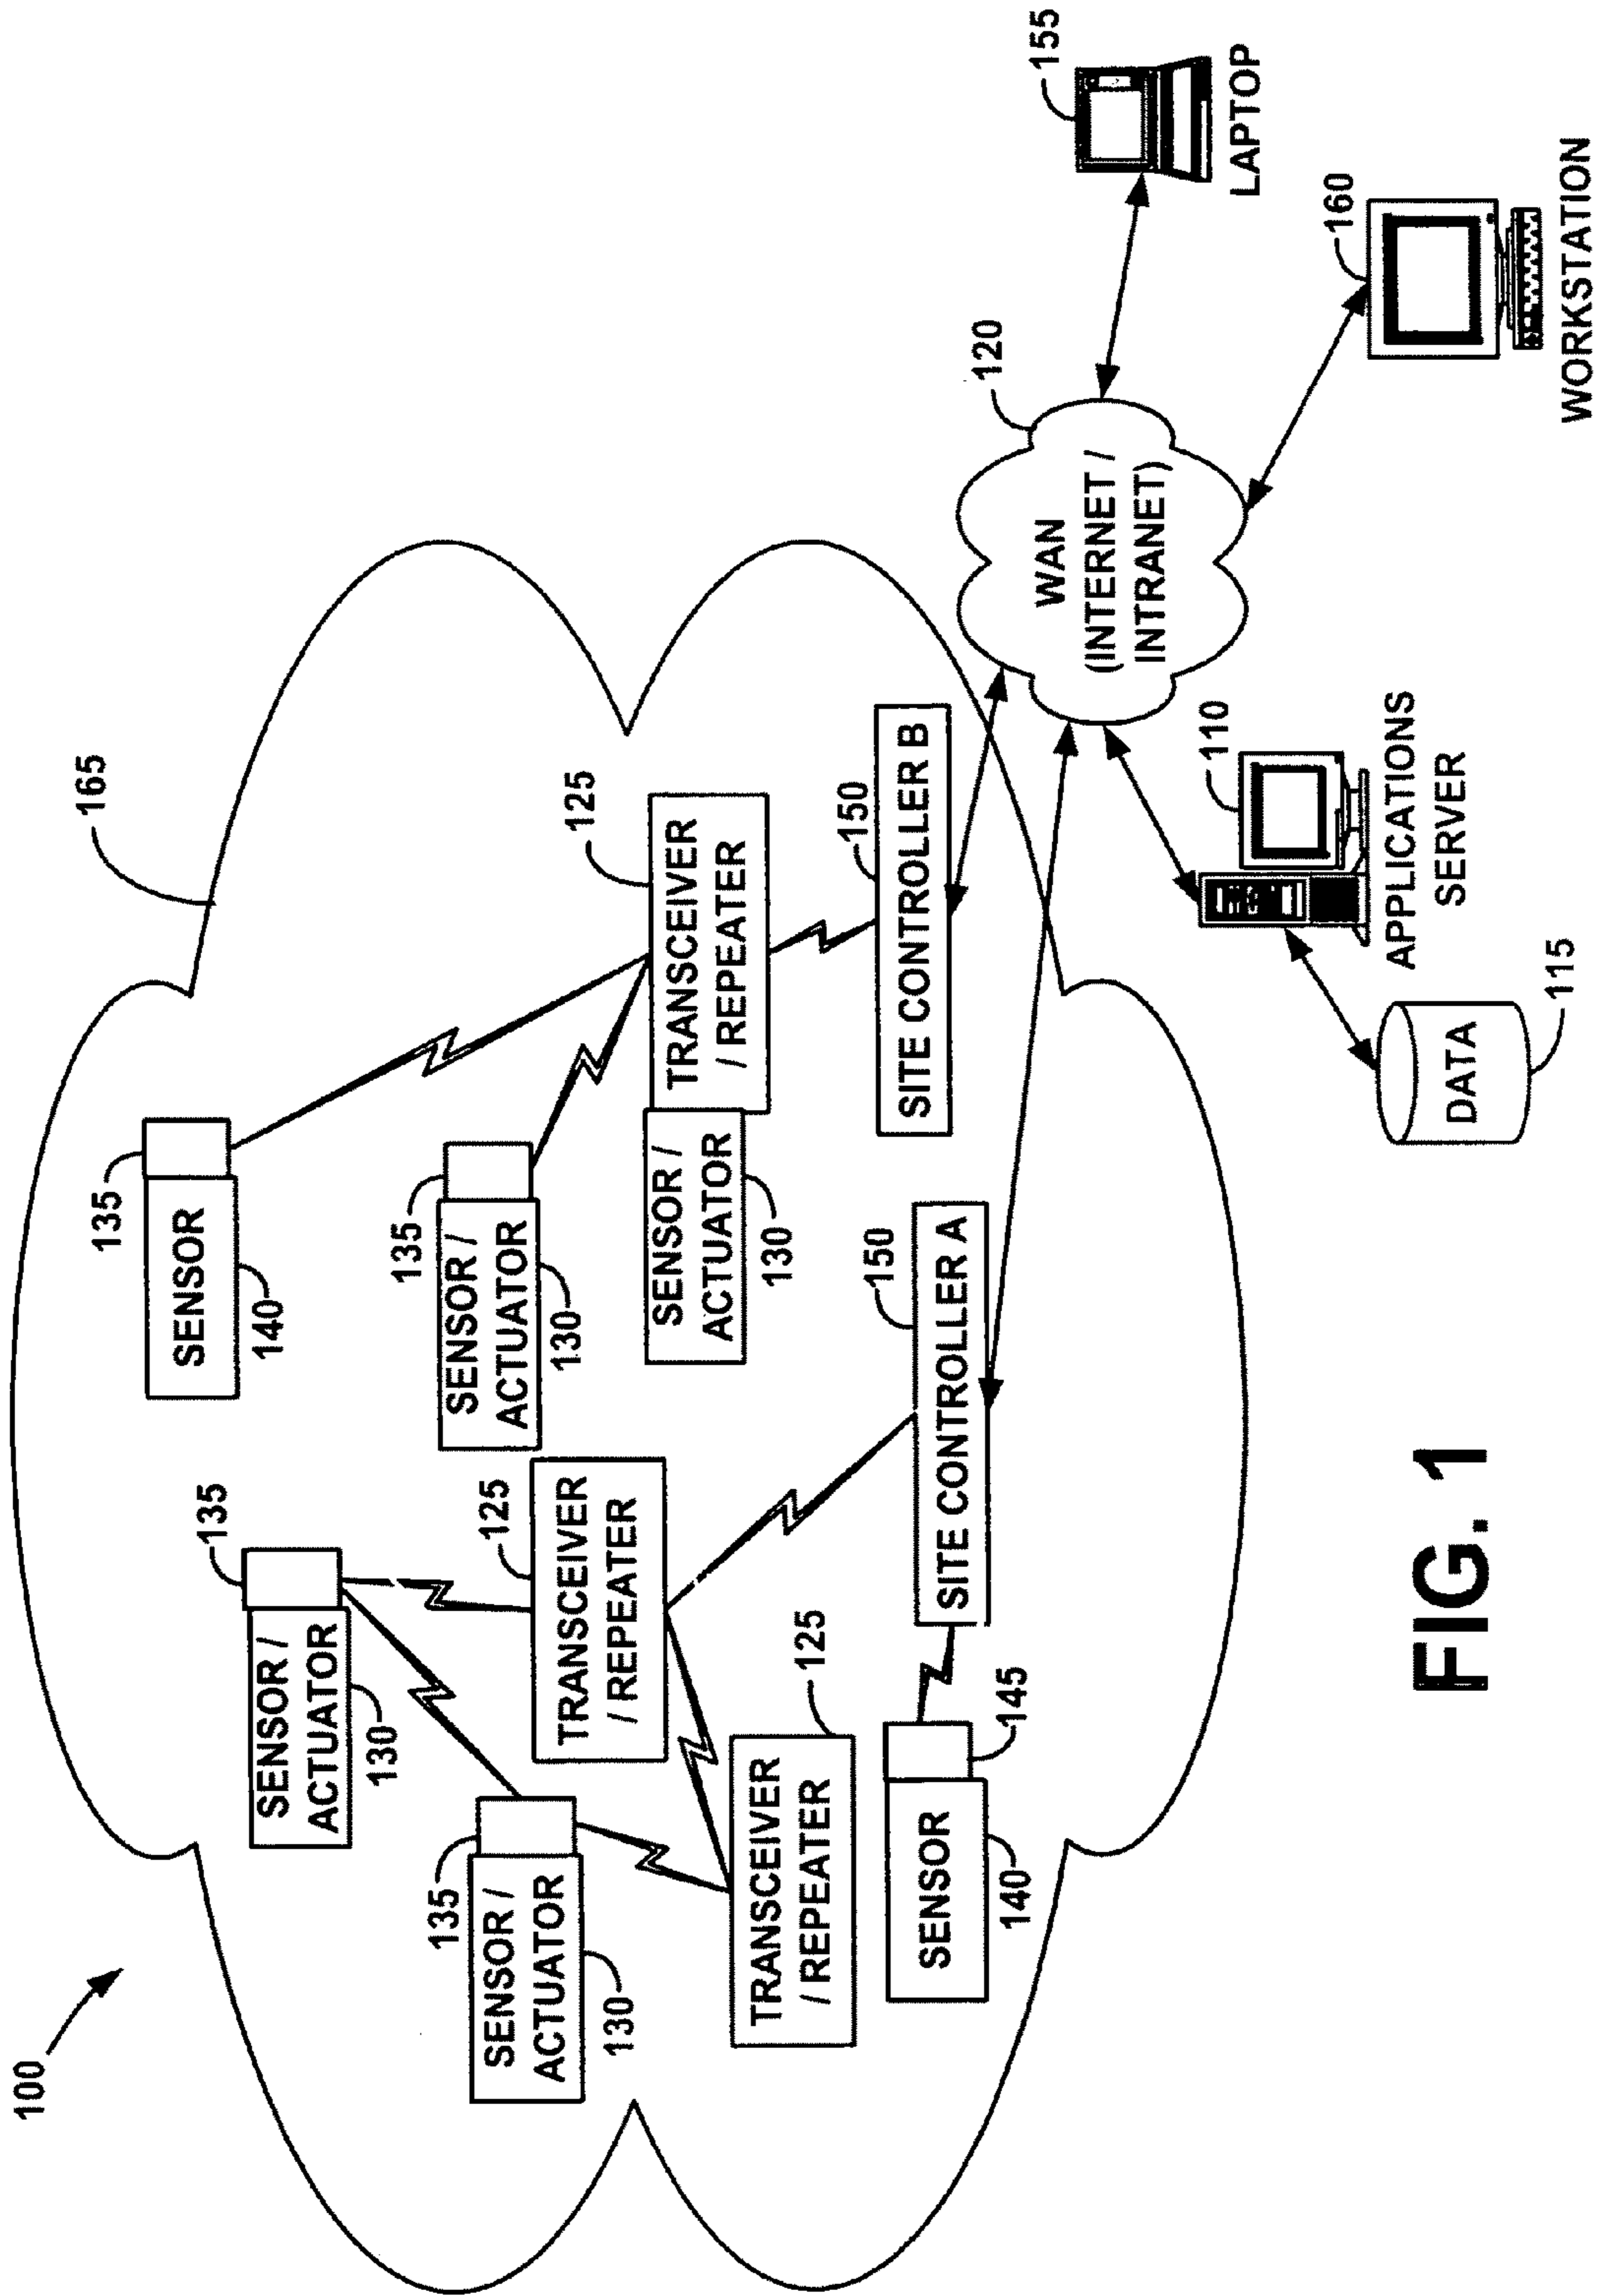 100
165
135
SENSOR
140
135
SENSOR /
ACTUATOR
130
135
SENSOR /
ACTUATOR
130
135
SENSOR /
ACTUATOR
130
125
TRANSCEIVER
/ REPEATER
125
TRANSCEIVER
/ REPEATER
SENSOR /
ACTUATOR
130
125
TRANSCEIVER
/ REPEATER
150
SITE CONTROLLER B
150
SITE CONTROLLER A
145
SENSOR
140
120
WAN
(INTERNET /
INTRANET)
155
LAPTOP
160
WORKSTATION
110
APPLICATIONS
SERVER
DATA
115
FIG. 1